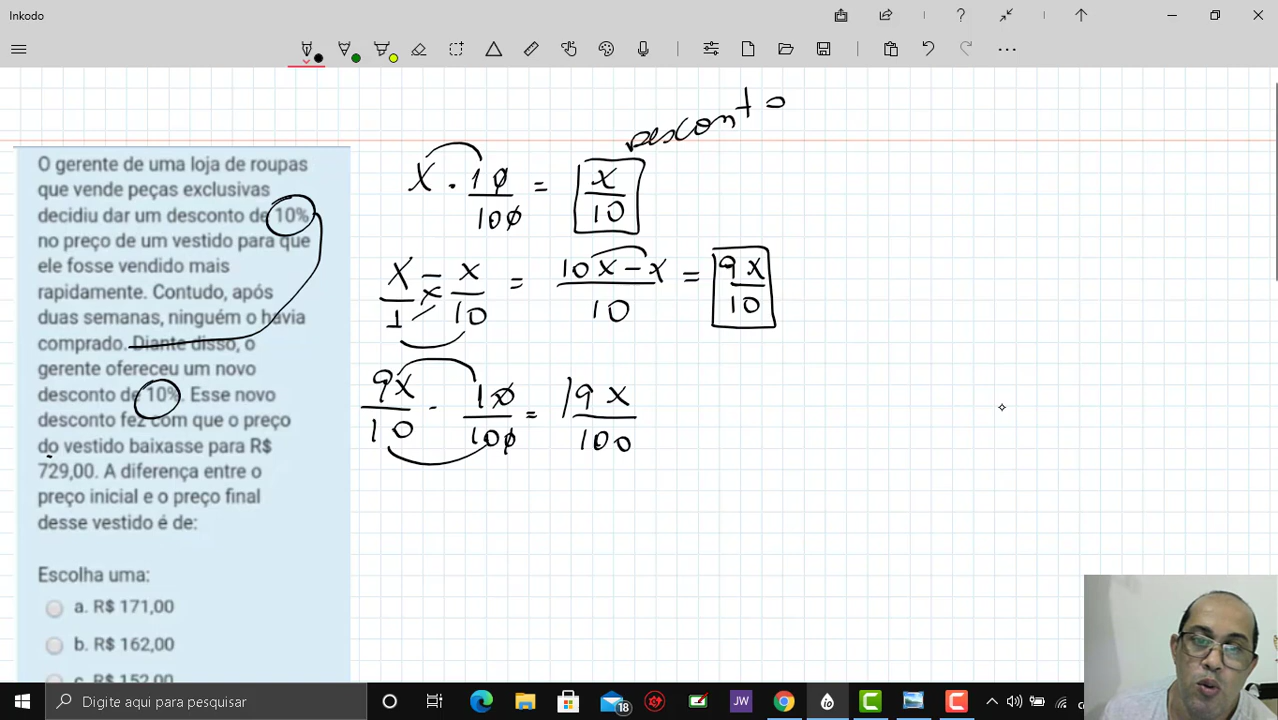 Inkodo
desconto
x · 10/100 = x/10
x/1 - x/10 = 10x - x/10 = 9x/10
9x/10 · 10/100 = 9x/100
O gerente de uma loja de roupas
que vende peças exclusivas
decidiu dar um desconto de 10%
no preço de um vestido para que
ele fosse vendido mais
rapidamente. Contudo, após
duas semanas, ninguém o havia
comprado. Diante disso, o
gerente ofereceu um novo
desconto de 10%. Esse novo
desconto fez com que o preço
do vestido baixasse para R$
729,00. A diferença entre o
preço inicial e o preço final
desse vestido é de:
Escolha uma:
a. R$ 171,00
b. R$ 162,00
c. R$ 152,00
Digite aqui para pesquisar
18
JW